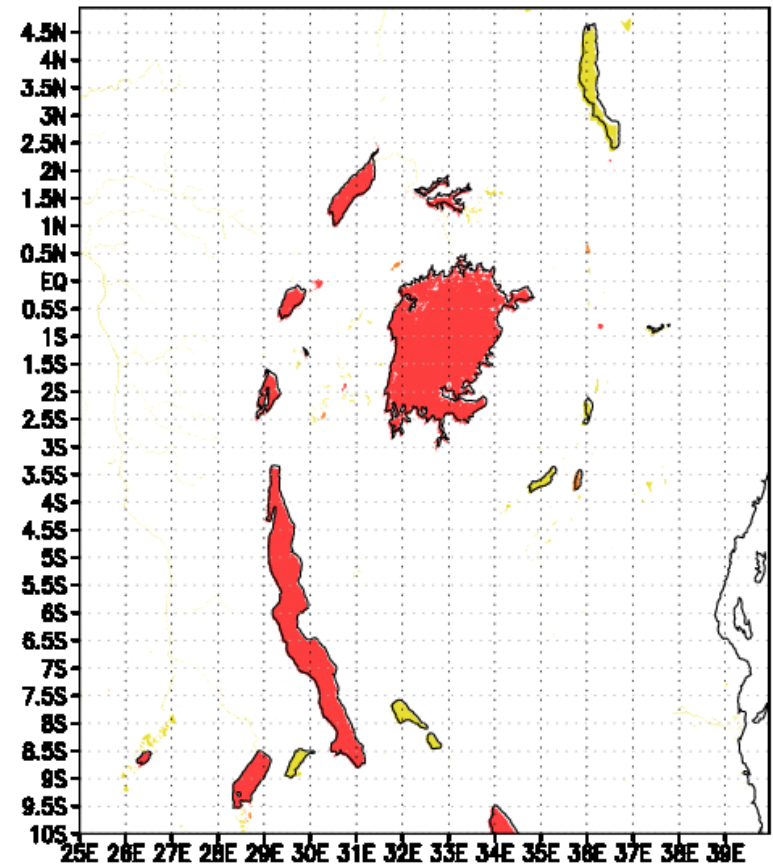 4.5N
4N
3.5N
3N
2.5N
2N
1.5N
1N
0.5N
EQ
0.5S
1S
1.5S
2S
2.5S
3S
3.5S
4S
4.5S
5S
5.5S
6S
6.5S
7S
7.5S
8S
8.5S
9S
9.5S
10S
25E 26E 27E 28E 29E 30E 31E 32E 33E 34E 35E 36E 37E 38E 39E